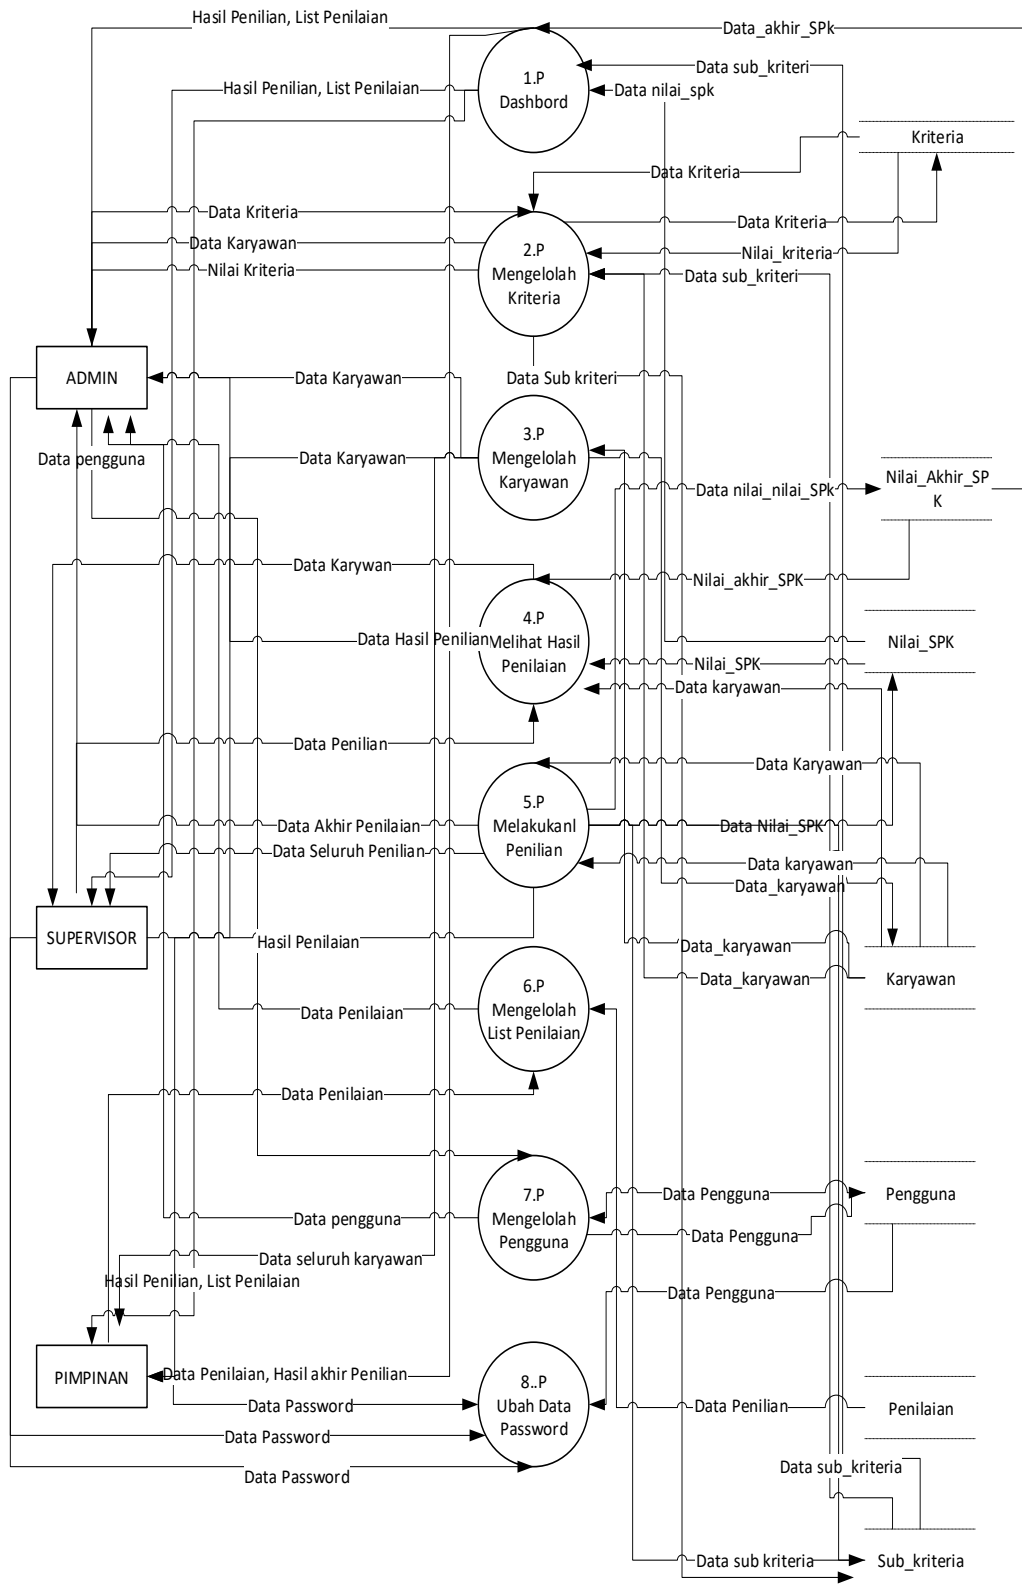 Hasil Penilian, List Penilaian
Data_akhir_SPk
1.P
Dashbord
Data sub_kriteri
Hasil Penilian, List Penilaian
Data nilai_spk
Kriteria
Data Kriteria
Data Kriteria
Data Kriteria
Data Karyawan
2.P
Mengelolah
Kriteria
Nilai_kriteria
Nilai Kriteria
Data sub_kriteri
ADMIN
Data Karyawan
Data Sub kriteri
3.P
Mengelolah
Karyawan
Data pengguna
Data Karyawan
Data nilai_nilai_SPk
Nilai_Akhir_SP
K
Data Karywan
Nilai_akhir_SPK
4.P
Melihat Hasil
Penilaian
Data Hasil Penilian
Nilai_SPK
Nilai_SPK
Data karyawan
Data Penilian
Data Karyawan
5.P
Melakukanl
Penilian
Data Akhir Penilaian
Data Nilai_SPK
Data Seluruh Penilian
Data karyawan
Data_karyawan
SUPERVISOR
Hasil Penilaian
Data_karyawan
6.P
Mengelolah
List Penilaian
Data_karyawan
Karyawan
Data Penilaian
Data Penilaian
7.P
Mengelolah
Pengguna
Data Pengguna
Pengguna
Data pengguna
Data Pengguna
Data seluruh karyawan
Hasil Penilian, List Penilaian
Data Pengguna
PIMPINAN
Data Penilaian, Hasil akhir Penilian
8..P
Ubah Data
Password
Data Password
Data Penilian
Penilaian
Data Password
Data Password
Data sub_kriteria
Data sub kriteria
Sub_kriteria